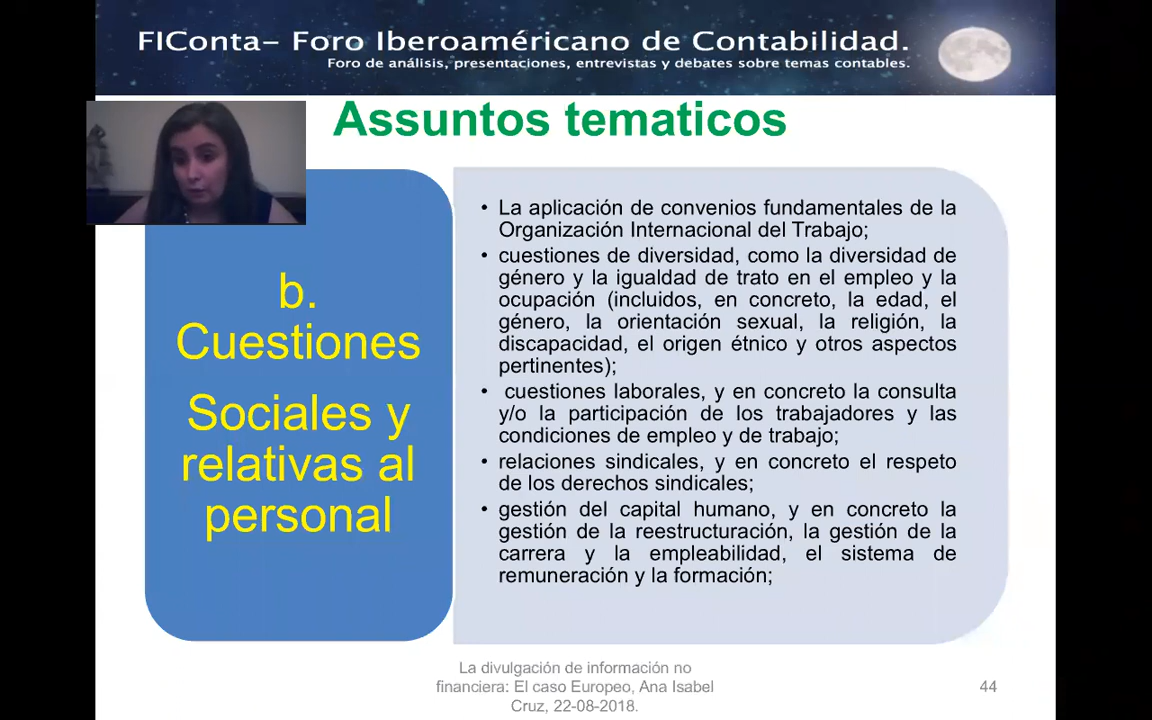 FIConta– Foro Iberoaméricano de Contabilidad.
Foro de análisis, presentaciones, entrevistas y debates sobre temas contables.
Assuntos tematicos
b.
Cuestiones
Sociales y
relativas al
personal
• La aplicación de convenios fundamentales de la
Organización Internacional del Trabajo;
• cuestiones de diversidad, como la diversidad de
género y la igualdad de trato en el empleo y la
ocupación (incluidos, en concreto, la edad, el
género, la orientación sexual, la religión, la
discapacidad, el origen étnico y otros aspectos
pertinentes);
• cuestiones laborales, y en concreto la consulta
y/o la participación de los trabajadores y las
condiciones de empleo y de trabajo;
• relaciones sindicales, y en concreto el respeto
de los derechos sindicales;
• gestión del capital humano, y en concreto la
gestión de la reestructuración, la gestión de la
carrera y la empleabilidad, el sistema de
remuneración y la formación;
La divulgación de información no
financiera: El caso Europeo, Ana Isabel
Cruz, 22-08-2018.
44